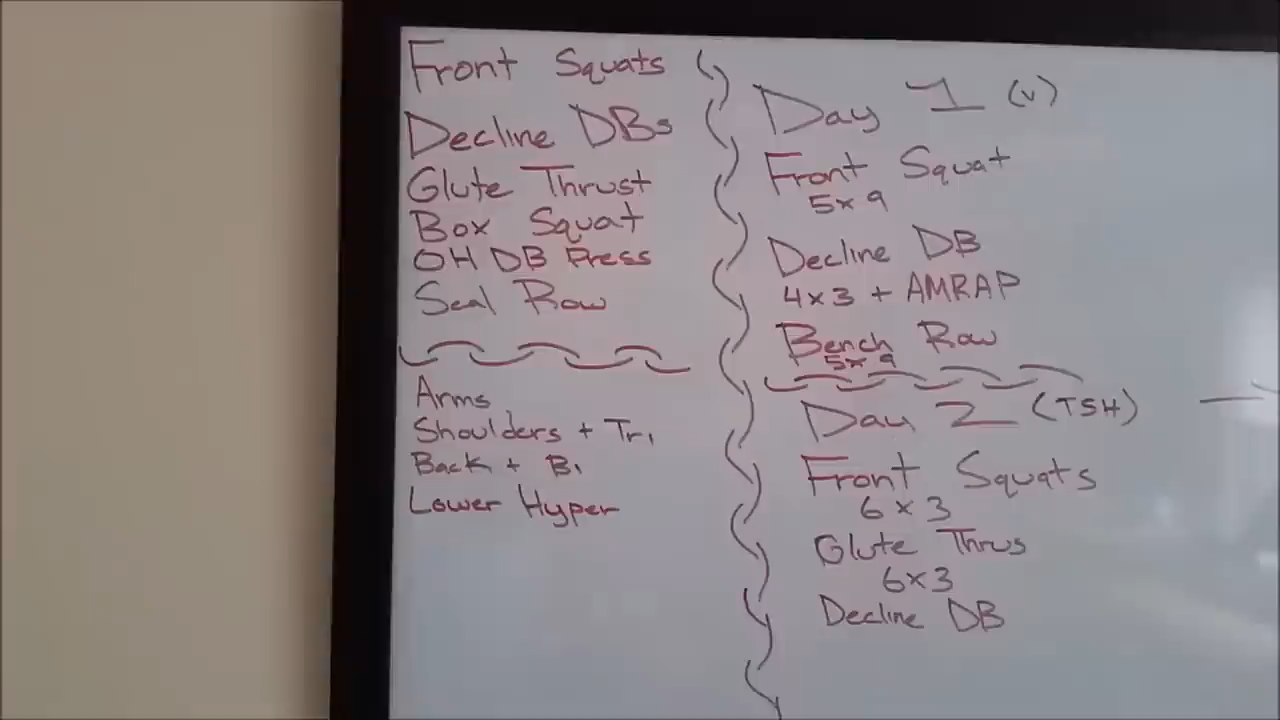 Front Squats
Decline DBs
Glute Thrust
Box Squat
OH DB Press
Seal Row
Arms
Shoulders + Tri
Back + Bi
Lower Hyper
Day 1 (V)
Front Squat
5x9
Decline DB
4x3 + AMRAP
Bench Row
5x9
Day 2 (TSH)
Front Squats
6x3
Glute Thrus
6x3
Decline DB